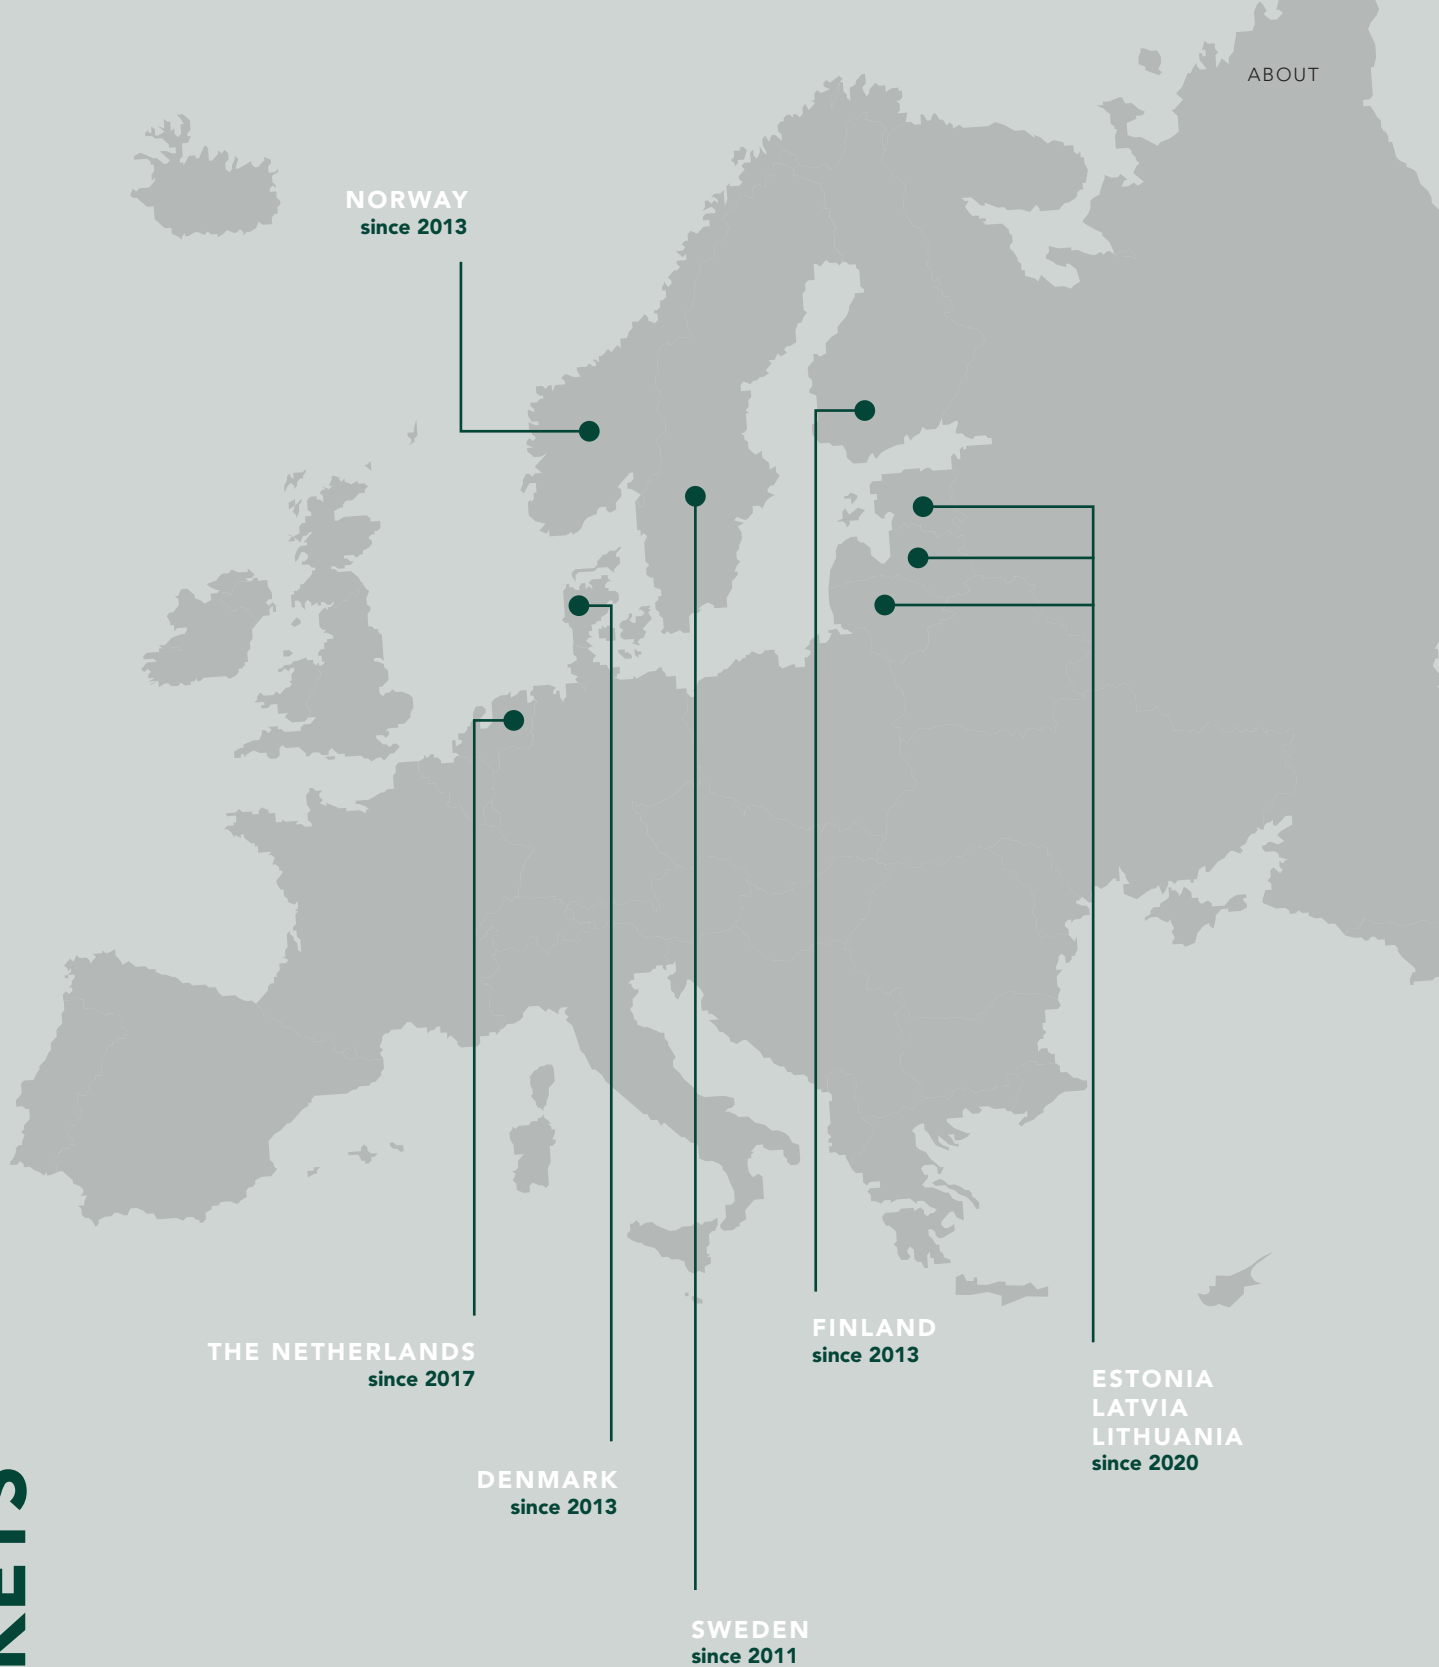 ABOUT
NORWAY
since 2013
THE NETHERLANDS
since 2017
DENMARK
since 2013
SWEDEN
since 2011
FINLAND
since 2013
ESTONIA
LATVIA
LITHUANIA
since 2020
KETS